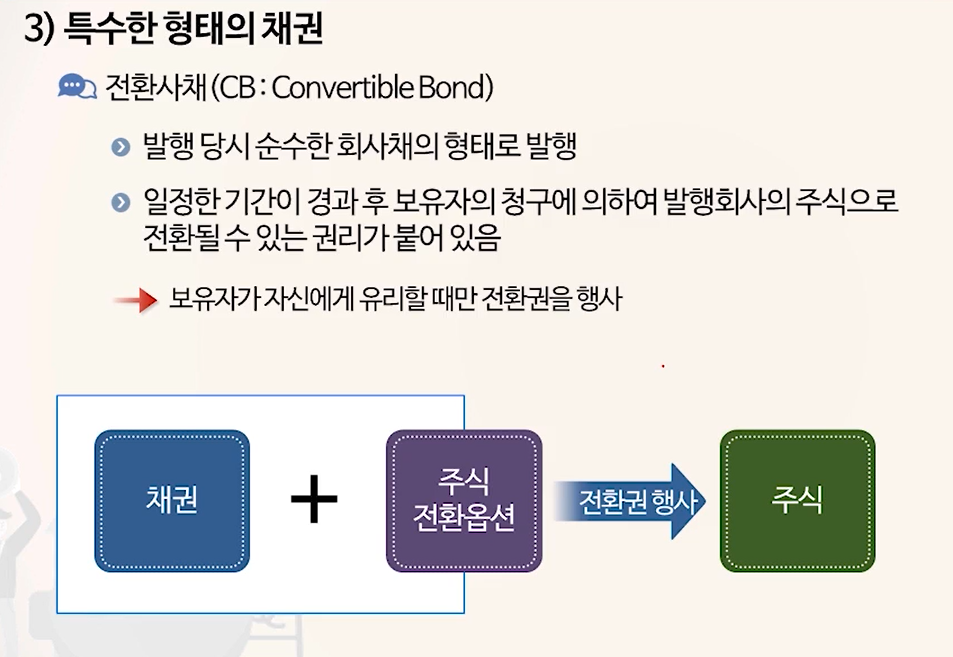 3) 특수한 형태의 채권
전환사채(CB : Convertible Bond)
발행 당시 순수한 회사채의 형태로 발행
일정한 기간이 경과 후 보유자의 청구에 의하여 발행회사의 주식으로
전환될 수 있는 권리가 붙어 있음
보유자가 자신에게 유리할 때만 전환권을 행사
채권
+
주식
전환옵션
전환권 행사
주식